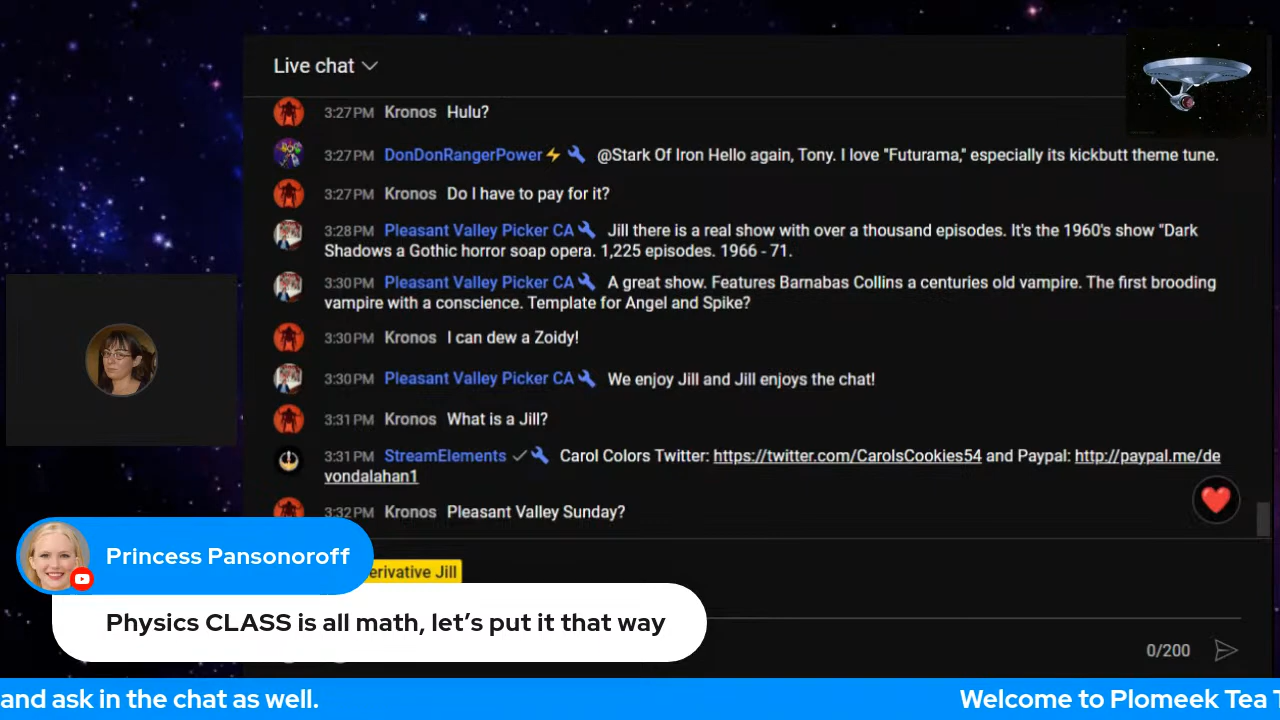 Live chat
3:27 PM Kronos Hulu?
3:27 PM DonDonRangerPower⚡ @Stark Of Iron Hello again, Tony. I love "Futurama," especially its kickbutt theme tune.
3:27 PM Kronos Do I have to pay for it?
3:28 PM Pleasant Valley Picker CA Jill there is a real show with over a thousand episodes. It's the 1960's show "Dark
Shadows a Gothic horror soap opera. 1,225 episodes. 1966 - 71.
3:30 PM Pleasant Valley Picker CA A great show. Features Barnabas Collins a centuries old vampire. The first brooding
vampire with a conscience. Template for Angel and Spike?
3:30 PM Kronos I can dew a Zoidy!
3:30 PM Pleasant Valley Picker CA We enjoy Jill and Jill enjoys the chat!
3:31 PM Kronos What is a Jill?
3:31 PM StreamElements Carol Colors Twitter: https://twitter.com/CarolsCookies54 and Paypal: http://paypal.me/de
vondalahan1
3:32 PM Kronos Pleasant Valley Sunday?
Princess Pansonoroff
erivative Jill
Physics CLASS is all math, let's put it that way
0/200
and ask in the chat as well. Welcome to Plomeek Tea